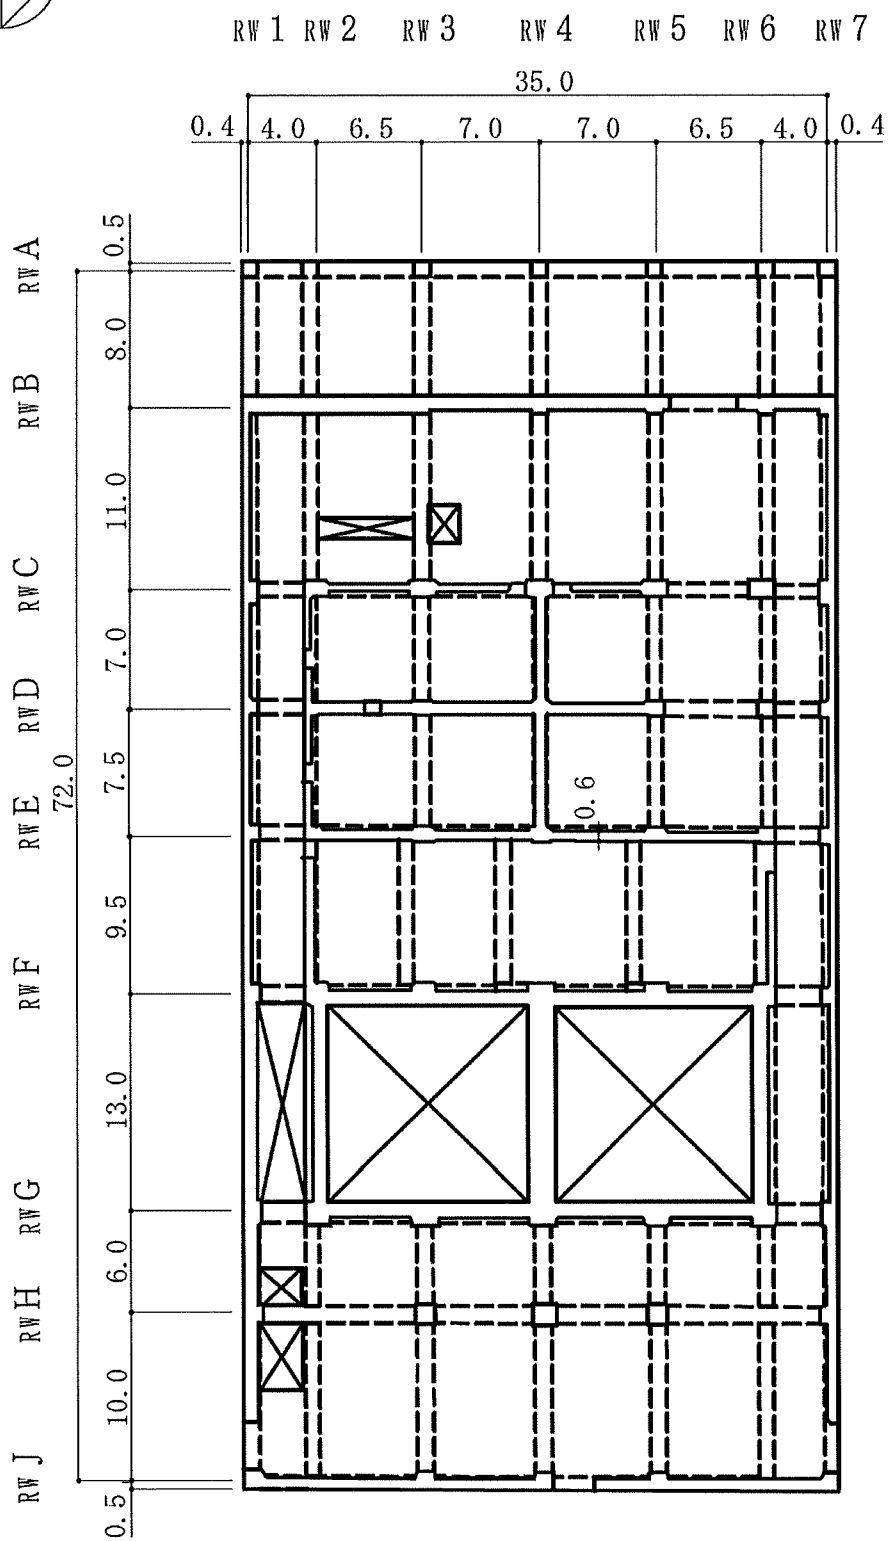 RW 1 RW 2 RW 3 RW 4 RW 5 RW 6 RW 7
35.0
0.4 4.0 6.5 7.0 7.0 6.5 4.0 0.4
0.5
RW A
8.0
RW B
11.0
RW C
7.0
RW D
72.0
7.5
0.6
RW E
9.5
RW F
13.0
RW G
6.0
RW H
10.0
RW J
0.5